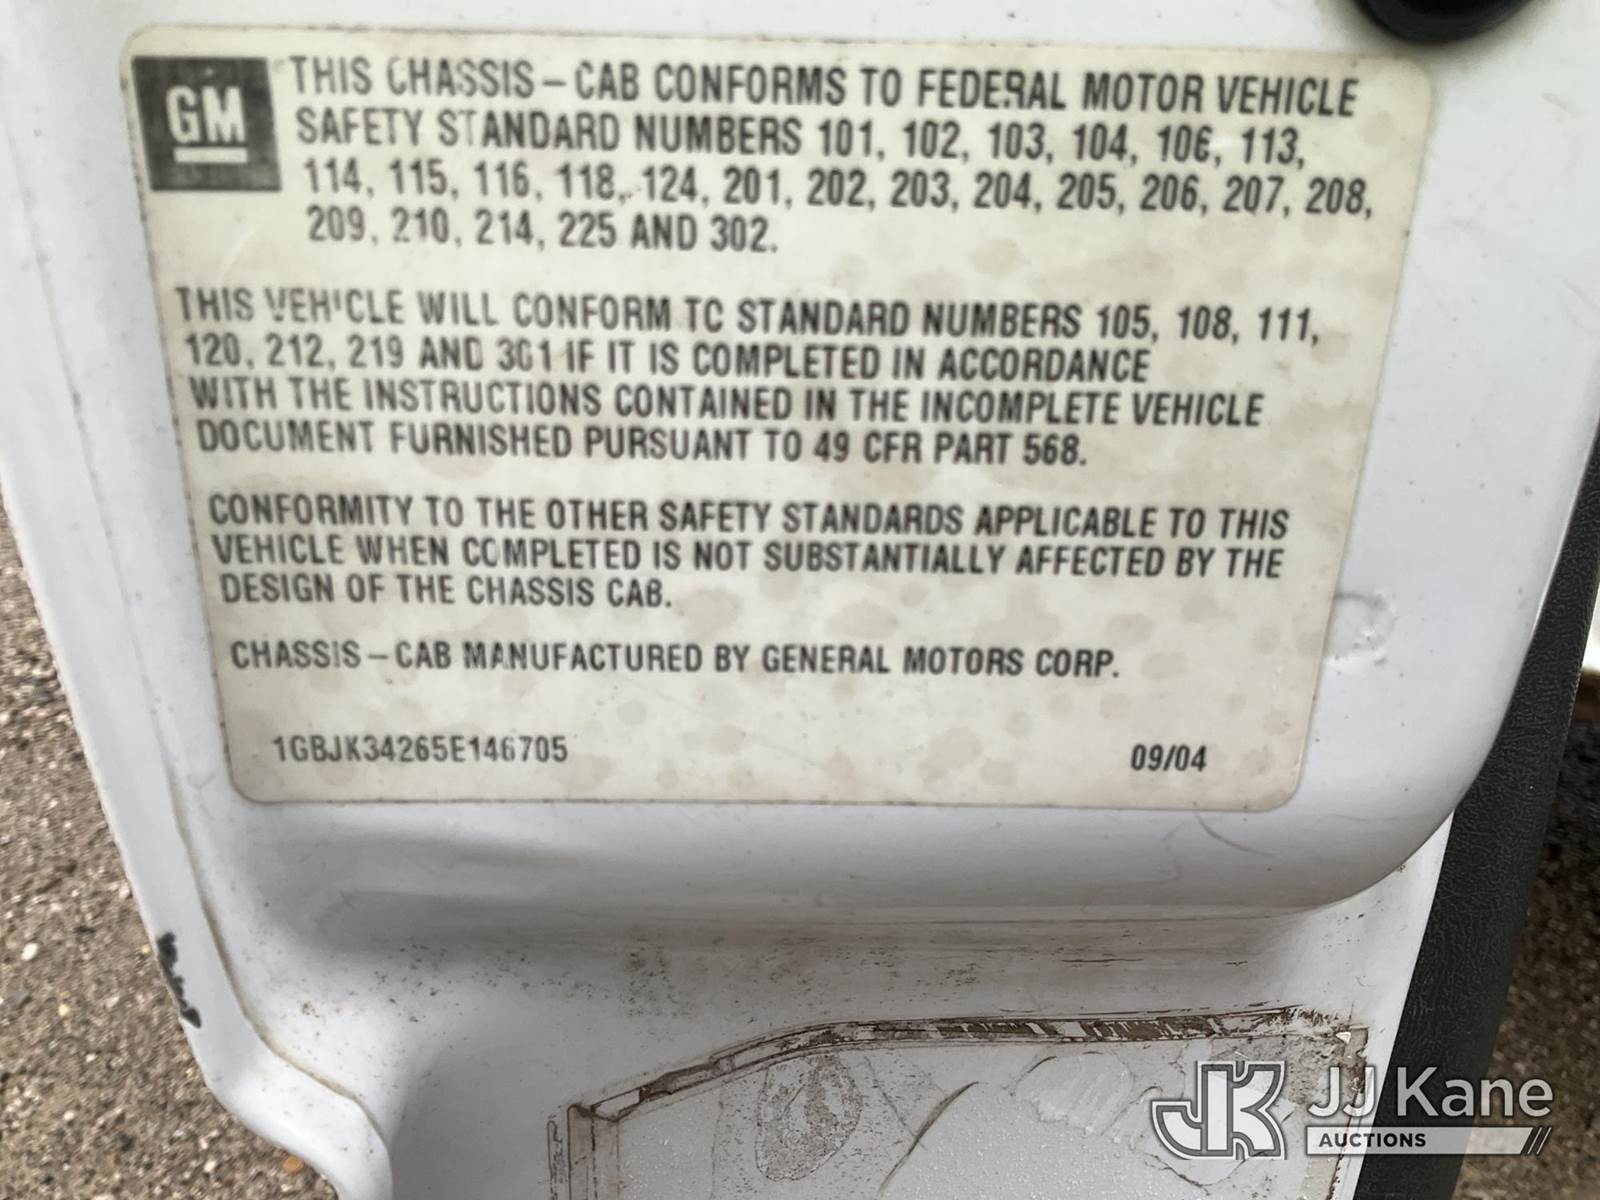 GM
THIS CHASSIS – CAB CONFORMS TO FEDERAL MOTOR VEHICLE
SAFETY STANDARD NUMBERS 101, 102, 103, 104, 106, 113,
114, 115, 116, 118, 124, 201, 202, 203, 204, 205, 206, 207, 208,
209, 210, 214, 225 AND 302.
THIS VEHICLE WILL CONFORM TO STANDARD NUMBERS 105, 108, 111,
120, 212, 219 AND 301 IF IT IS COMPLETED IN ACCORDANCE
WITH THE INSTRUCTIONS CONTAINED IN THE INCOMPLETE VEHICLE
DOCUMENT FURNISHED PURSUANT TO 49 CFR PART 568.
CONFORMITY TO THE OTHER SAFETY STANDARDS APPLICABLE TO THIS
VEHICLE WHEN COMPLETED IS NOT SUBSTANTIALLY AFFECTED BY THE
DESIGN OF THE CHASSIS CAB.
CHASSIS – CAB MANUFACTURED BY GENERAL MOTORS CORP.
1GBJK34265E146705 09/04
JK JJ Kane
AUCTIONS